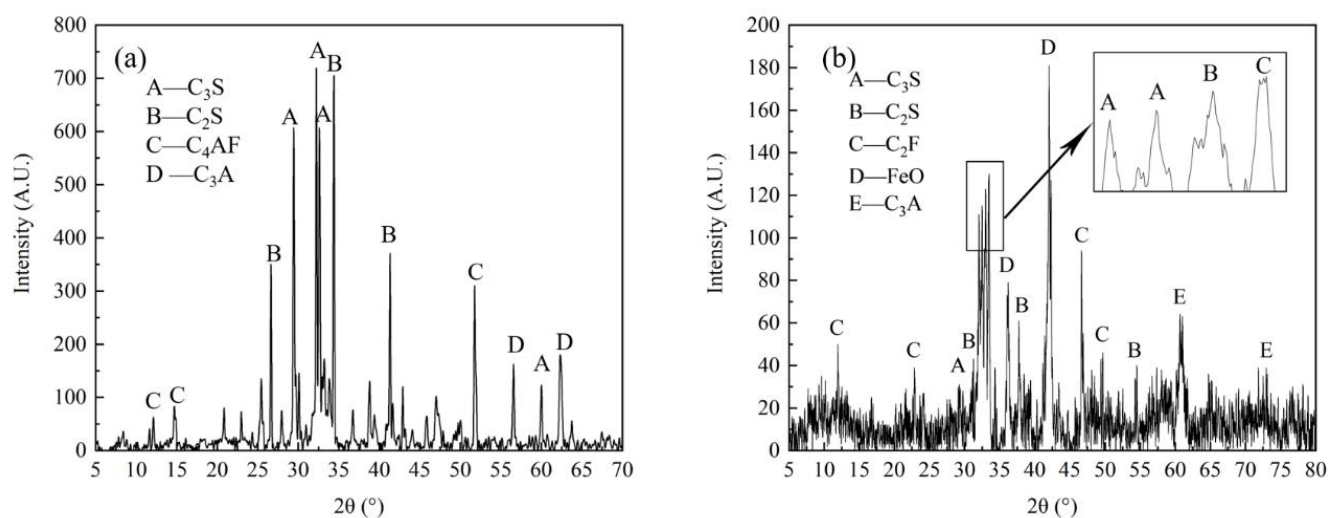 (a)
A—C₃S
B—C₂S
C—C₄AF
D —C₃A
Intensity (A.U.)
800
700
600
500
400
300
200
100
0
C
C
B
A
A
A
B
B
C
D
A
D
5 10 15 20 25 30 35 40 45 50 55 60 65 70
2θ (°)
(b)
A—C₃S
B—C₂S
C—C₂F
D—FeO
E—C₃A
Intensity (A.U.)
200
180
160
140
120
100
80
60
40
20
0
C
C
A
B
D
B
D
C
C
B
E
E
A
A
B
C
5 10 15 20 25 30 35 40 45 50 55 60 65 70 75 80
2θ (°)